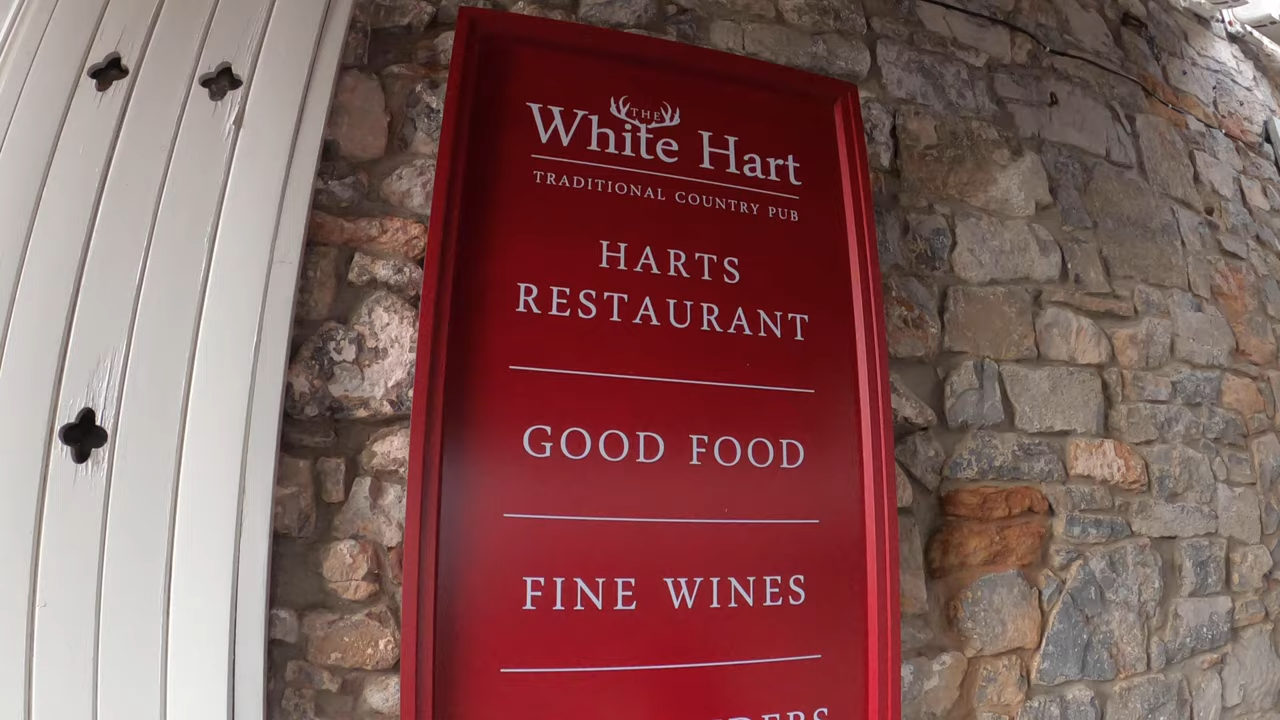 THE
White Hart
TRADITIONAL COUNTRY PUB
HARTS
RESTAURANT
GOOD FOOD
FINE WINES